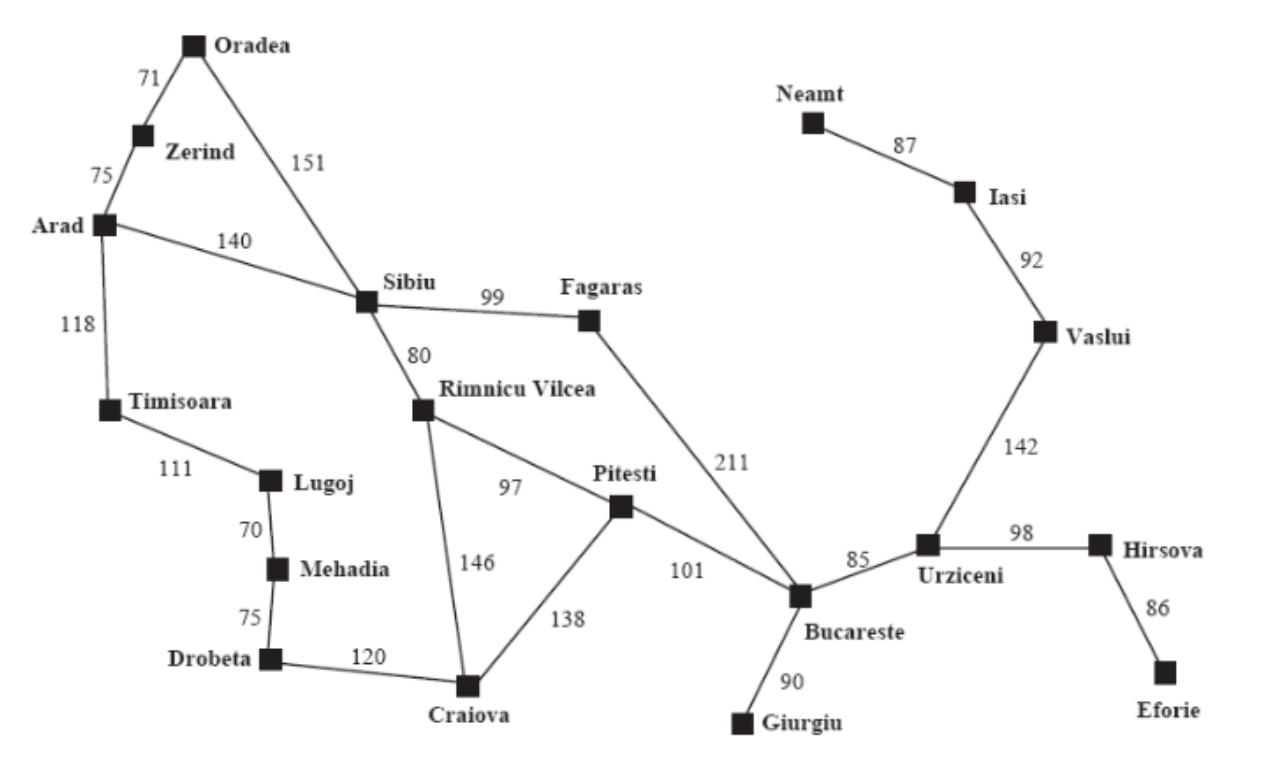 Oradea
71
Neamt
87
Zerind
151
75
Iasi
Arad
140
92
Sibiu
Fagaras
99
118
Vaslui
80
Rimnicu Vilcea
Timisoara
142
211
111
Pitesti
Lugoj
97
70
98
Hirsova
146
85
Mehadia
101
Urziceni
86
75
138
Bucareste
Drobeta
120
90
Eforie
Craiova
Giurgiu